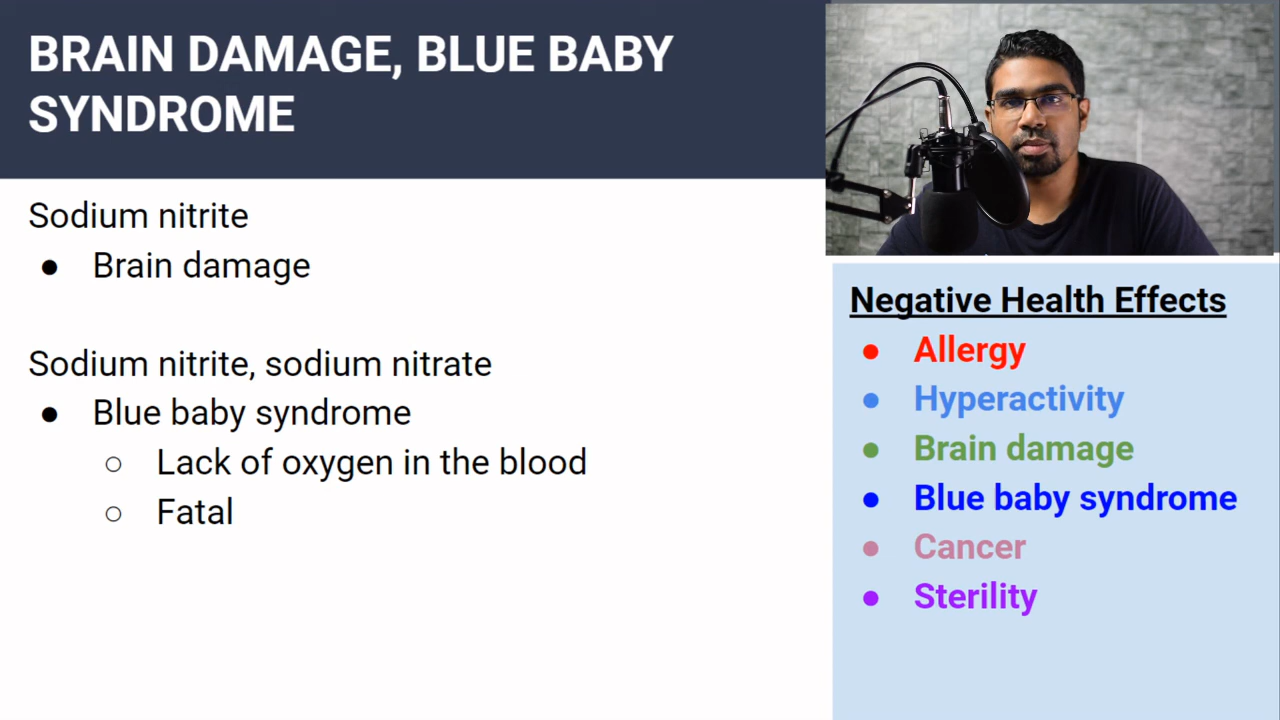 BRAIN DAMAGE, BLUE BABY
SYNDROME
Sodium nitrite
● Brain damage
Sodium nitrite, sodium nitrate
● Blue baby syndrome
○ Lack of oxygen in the blood
○ Fatal
Negative Health Effects
● Allergy
● Hyperactivity
● Brain damage
● Blue baby syndrome
● Cancer
● Sterility